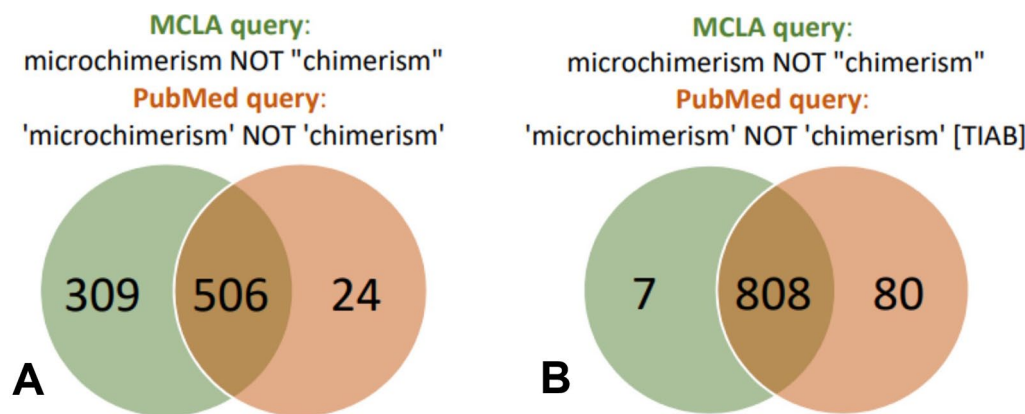 MCLA query:
microchimerism NOT "chimerism"
PubMed query:
'microchimerism' NOT 'chimerism'
309 506 24
A
MCLA query:
microchimerism NOT "chimerism"
PubMed query:
'microchimerism' NOT 'chimerism' [TIAB]
7 808 80
B